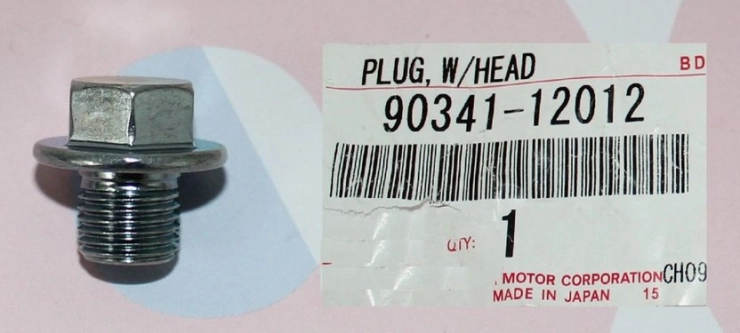 PLUG, W/HEAD
BD
90341-12012
QTY: 1
MOTOR CORPORATION CH09
MADE IN JAPAN 15